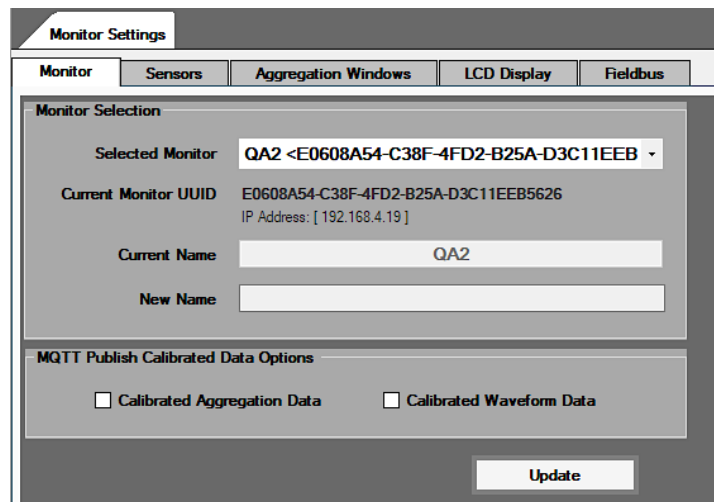 Monitor Settings
Monitor Sensors Aggregation Windows LCD Display Fieldbus
Monitor Selection
Selected Monitor QA2 <E0608A54-C38F-4FD2-B25A-D3C11EEB
Current Monitor UUID E0608A54-C38F-4FD2-B25A-D3C11EEB5626
IP Address: [ 192.168.4.19 ]
Current Name QA2
New Name
MQTT Publish Calibrated Data Options
Calibrated Aggregation Data Calibrated Waveform Data
Update